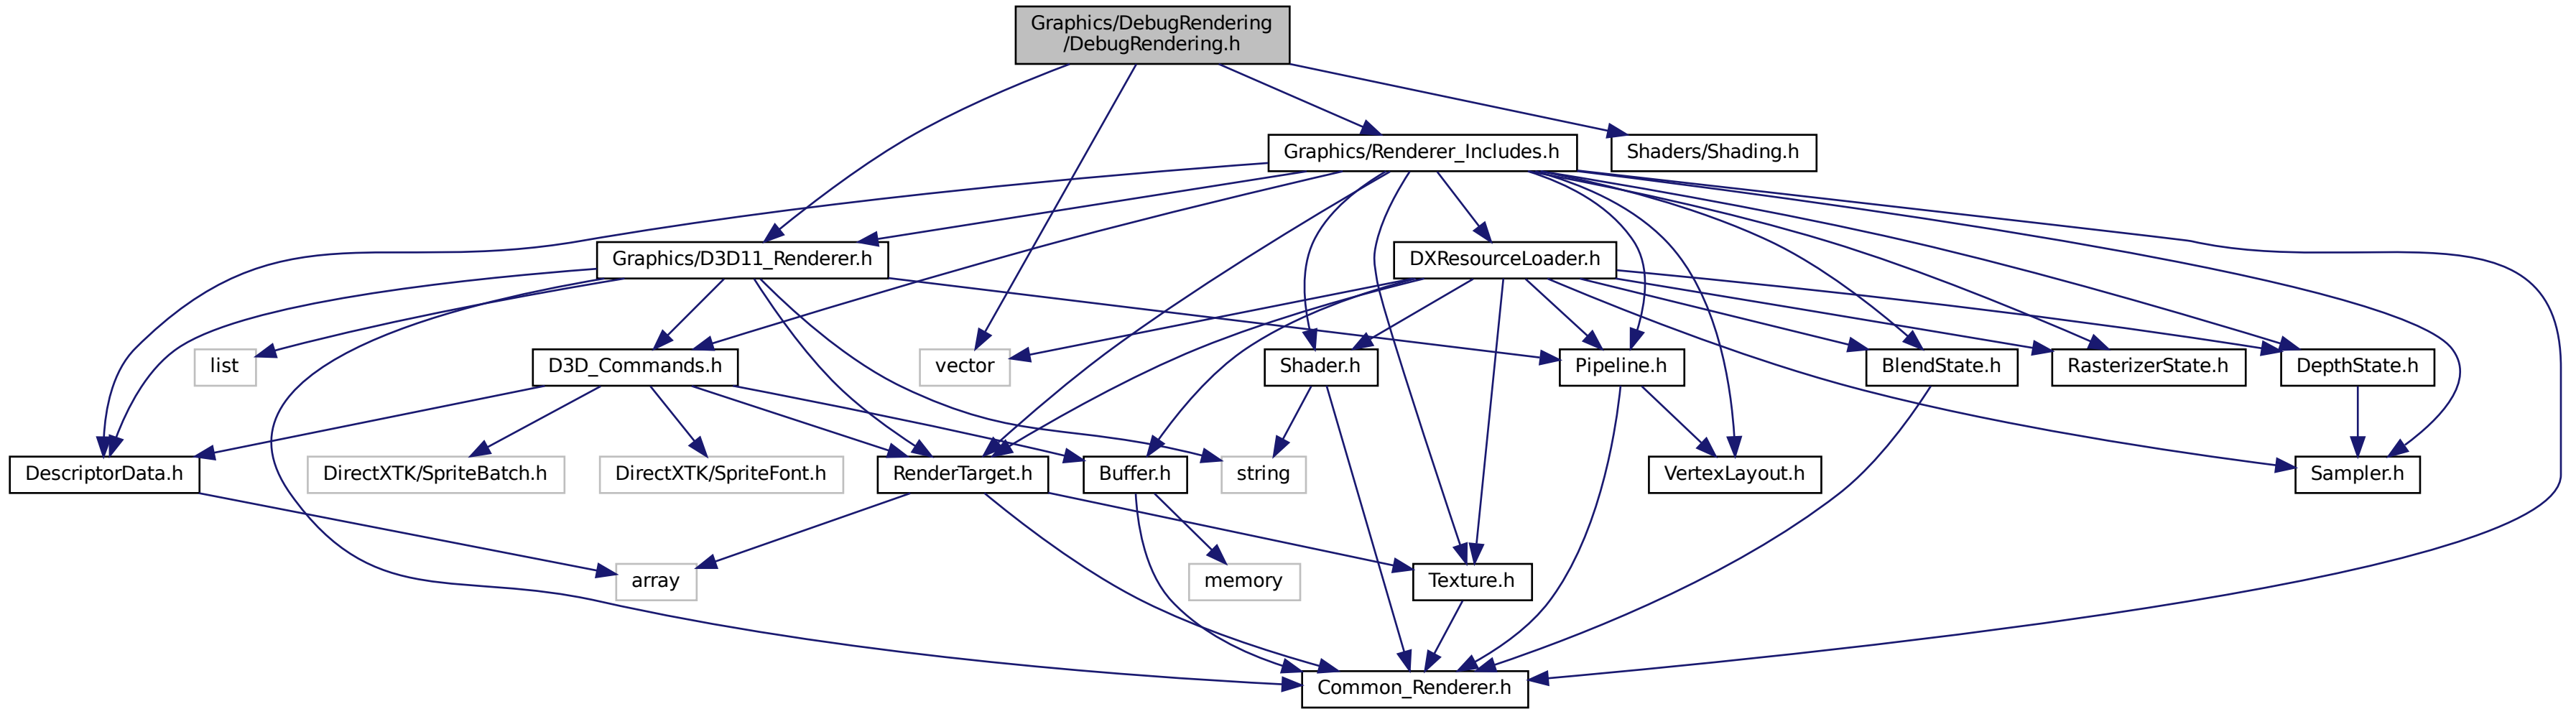 Graphics/DebugRendering
/DebugRendering.h
Graphics/Renderer_Includes.h
Shaders/Shading.h
Graphics/D3D11_Renderer.h
DXResourceLoader.h
list
D3D_Commands.h
vector
Shader.h
Pipeline.h
BlendState.h
RasterizerState.h
DepthState.h
DescriptorData.h
DirectXTK/SpriteBatch.h
DirectXTK/SpriteFont.h
RenderTarget.h
Buffer.h
string
VertexLayout.h
Sampler.h
array
memory
Texture.h
Common_Renderer.h